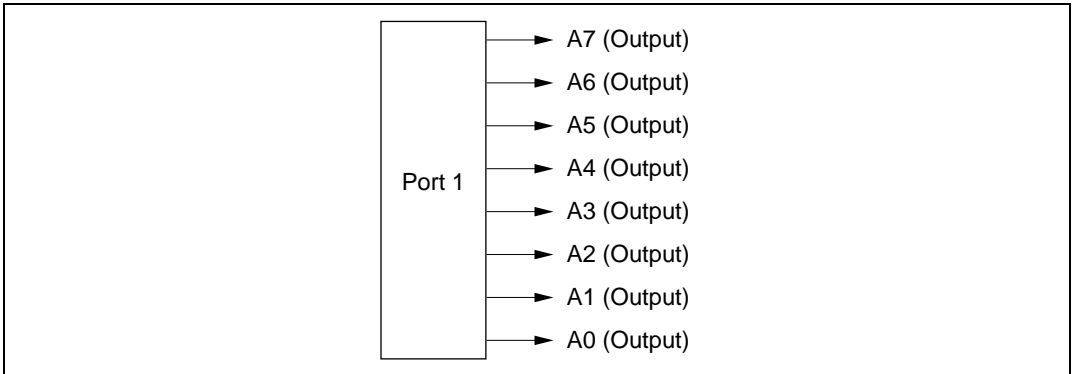 Port 1
A7 (Output)
A6 (Output)
A5 (Output)
A4 (Output)
A3 (Output)
A2 (Output)
A1 (Output)
A0 (Output)